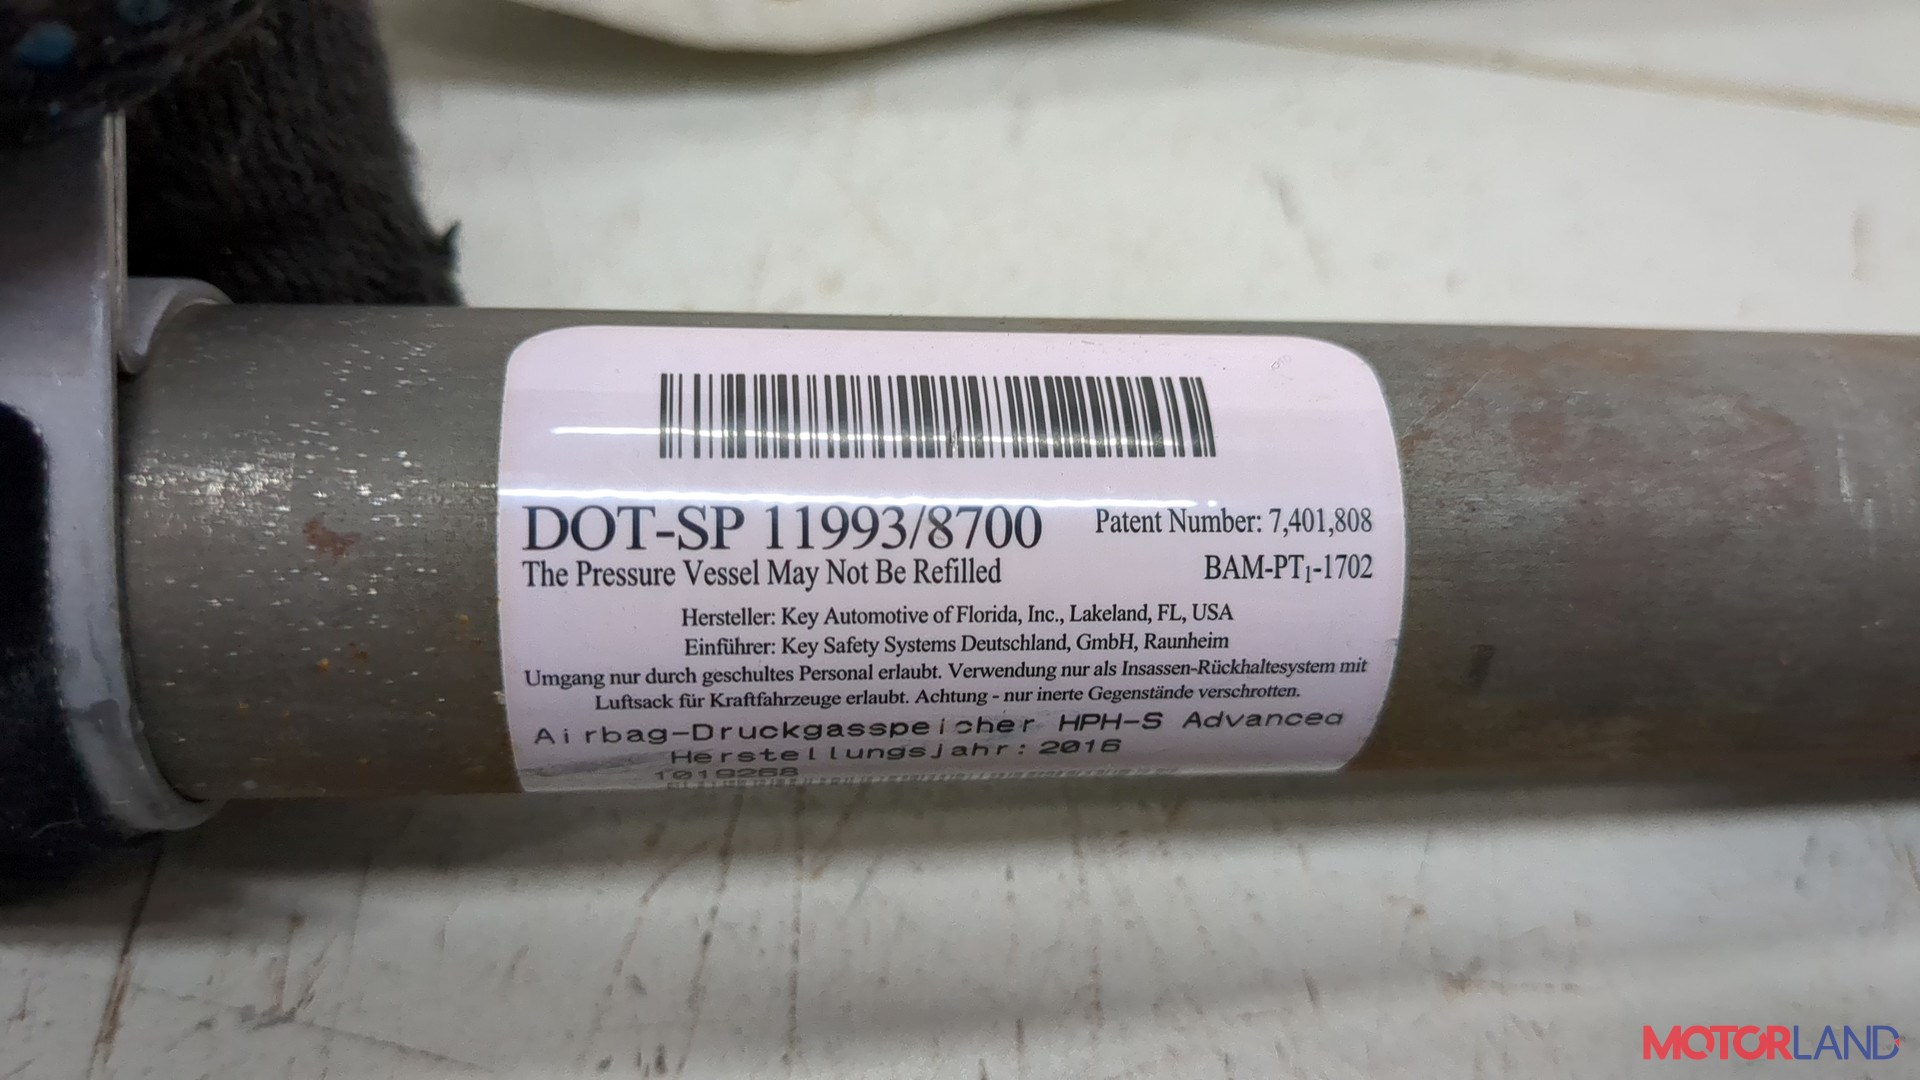 DOT-SP 11993/8700
Patent Number: 7,401,808
The Pressure Vessel May Not Be Refilled
BAM-PT1-1702
Hersteller: Key Automotive of Florida, Inc., Lakeland, FL, USA
Einführer: Key Safety Systems Deutschland, GmbH, Raunheim
Umgang nur durch geschultes Personal erlaubt. Verwendung nur als Insassen-Rückhaltesystem mit
Luftsack für Kraftfahrzeuge erlaubt. Achtung - nur inerte Gegenstände verschrotten.
Airbag-Druckgasspeicher HPH-S Advanced
Herstellungsjahr: 2016
1019268
MOTORLAND